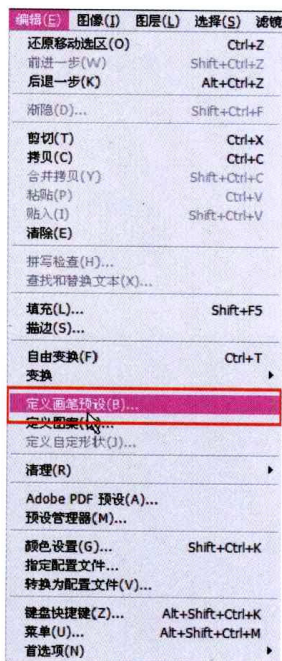 编辑(E) 图像(I) 图层(L) 选择(S) 滤镜
还原移动选区(O) Ctrl+Z
前进一步(W) Shift+Ctrl+Z
后退一步(K) Alt+Ctrl+Z
渐隐(D)... Shift+Ctrl+F
剪切(T) Ctrl+X
拷贝(C) Ctrl+C
合并拷贝(Y) Shift+Ctrl+C
粘贴(P) Ctrl+V
贴入(I) Shift+Ctrl+V
清除(E)
拼写检查(H)...
查找和替换文本(X)...
填充(L)... Shift+F5
描边(S)...
自由变换(F) Ctrl+T
变换
定义画笔预设(B)...
定义图案
定义自定形状(J)...
清理(R)
Adobe PDF 预设(A)...
预设管理器(M)...
颜色设置(G)... Shift+Ctrl+K
指定配置文件...
转换为配置文件(V)...
键盘快捷键(Z)... Alt+Shift+Ctrl+K
菜单(U)... Alt+Shift+Ctrl+M
首选项(N)